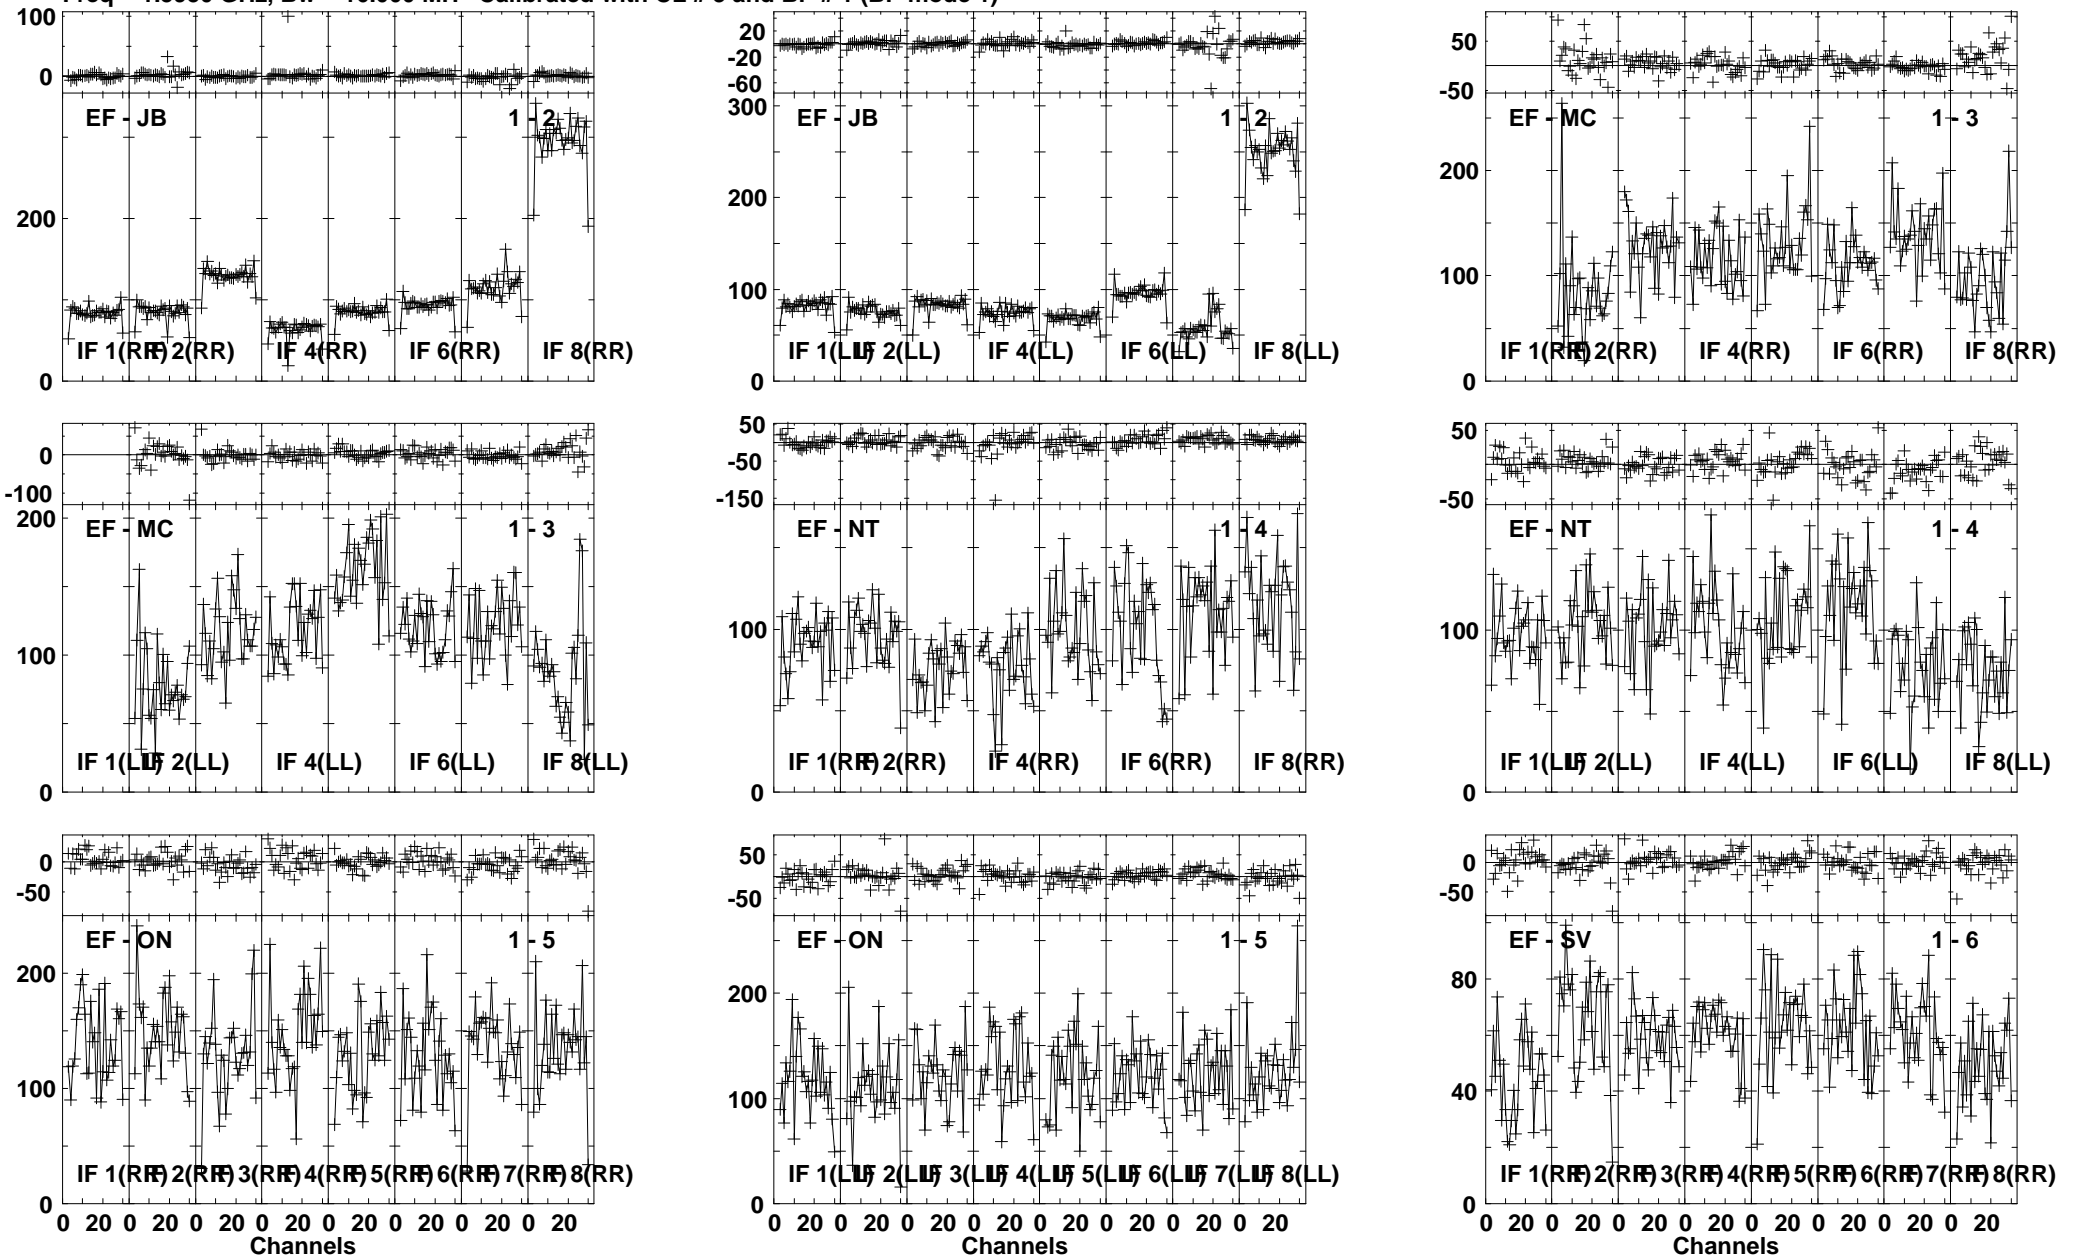 Freq GHz, Bw MH Calibrated with CL # and BP # 1 (BP mode 1)
100
0
EF - JB
1 - 2
200
0
IF 1(RR) IF 2(RR) IF 4(RR) IF 6(RR) IF 8(RR)
20
-20
-60
300
EF - JB
1 - 2
200
100
0
IF 1(LL) IF 2(LL) IF 4(LL) IF 6(LL) IF 8(LL)
50
-50
EF - MC
1 - 3
200
100
0
IF 1(RR) IF 2(RR) IF 4(RR) IF 6(RR) IF 8(RR)
0
-100
200
EF - MC
1 - 3
100
0
IF 1(LL) IF 2(LL) IF 4(LL) IF 6(LL) IF 8(LL)
50
-50
-150
EF - NT
1 - 4
100
0
IF 1(RR) IF 2(RR) IF 4(RR) IF 6(RR) IF 8(RR)
50
-50
EF - NT
1 - 4
100
0
IF 1(LL) IF 2(LL) IF 4(LL) IF 6(LL) IF 8(LL)
0
-50
EF - ON
1 - 5
200
100
0
IF 1(RR) IF 2(RR) IF 3(RR) IF 4(RR) IF 5(RR) IF 6(RR) IF 7(RR) IF 8(RR)
0 20 0 20 0 20 0 20 0 20 0 20 0 20 0 20
Channels
50
-50
EF - ON
1 - 5
200
100
0
IF 1(LL) IF 2(LL) IF 3(LL) IF 4(LL) IF 5(LL) IF 6(LL) IF 7(LL) IF 8(LL)
0 20 0 20 0 20 0 20 0 20 0 20 0 20 0 20
Channels
0
-50
EF - SV
1 - 6
80
40
0
IF 1(RR) IF 2(RR) IF 3(RR) IF 4(RR) IF 5(RR) IF 6(RR) IF 7(RR) IF 8(RR)
0 20 0 20 0 20 0 20 0 20 0 20 0 20 0 20
Channels